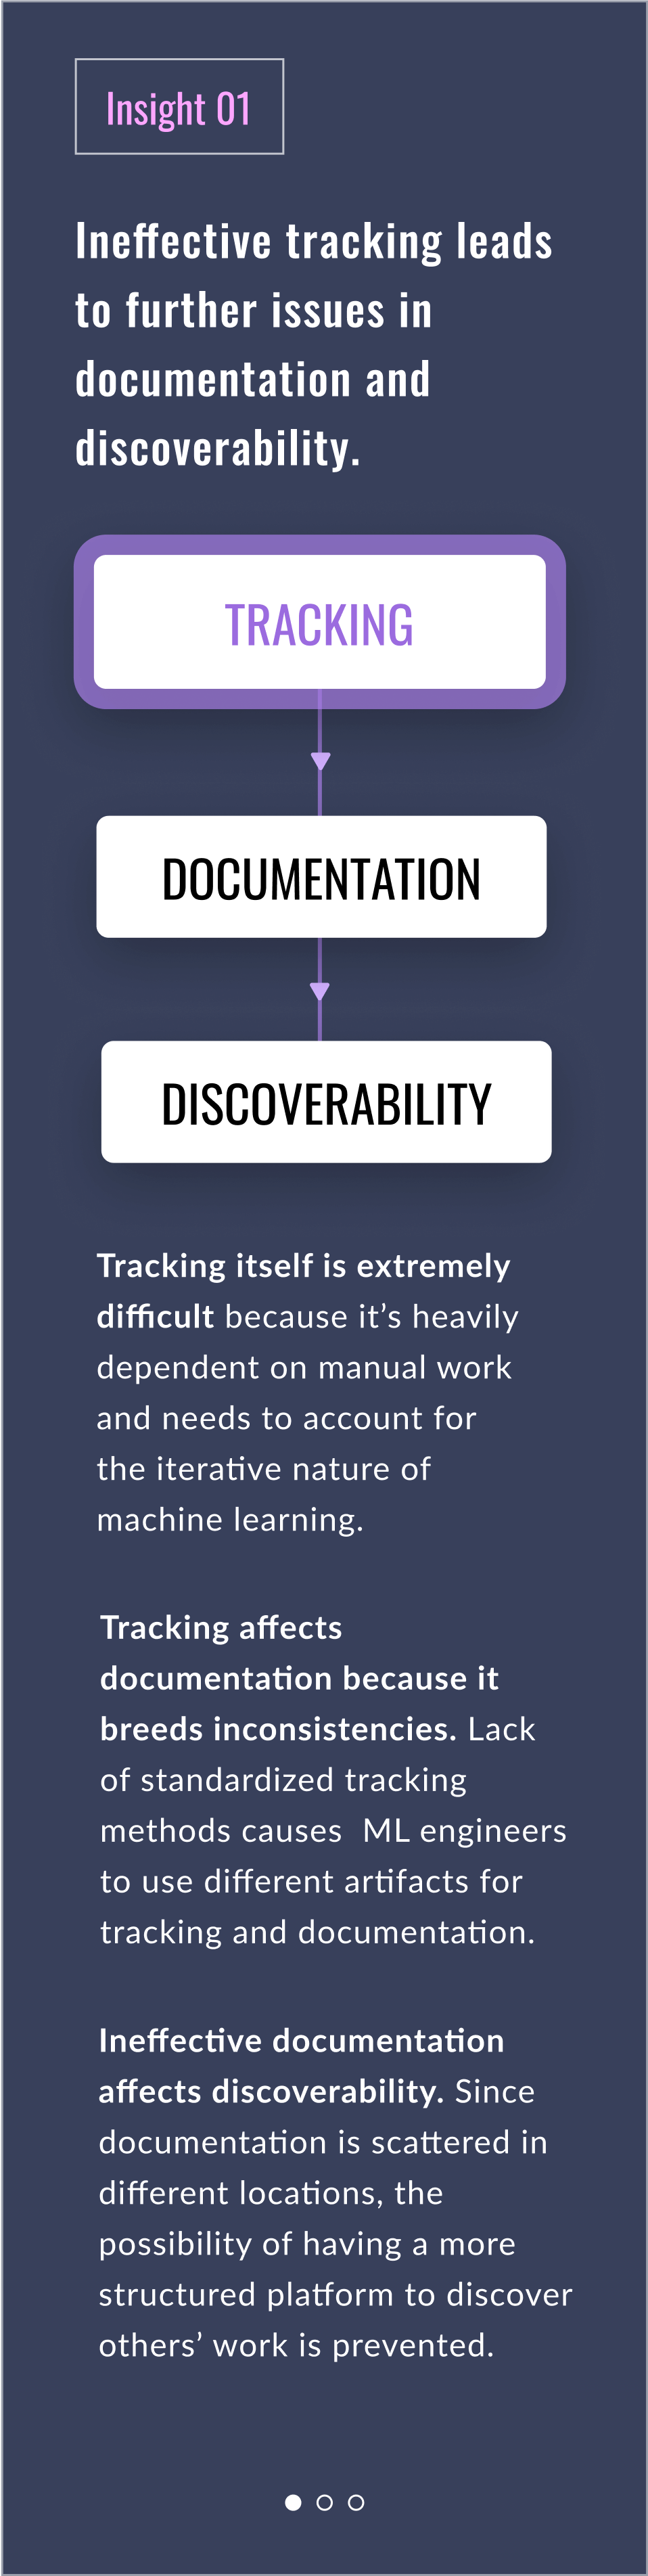 Insight 01
Ineffective tracking leads
to further issues in
documentation and
discoverability.
TRACKING
DOCUMENTATION
DISCOVERABILITY
Tracking itself is extremely
difficult because it’s heavily
dependent on manual work
and needs to account for
the iterative nature of
machine learning.
Tracking affects
documentation because it
breeds inconsistencies. Lack
of standardized tracking
methods causes  ML engineers
to use different artifacts for
tracking and documentation.
Ineffective documentation
affects discoverability. Since
documentation is scattered in
different locations, the
possibility of having a more
structured platform to discover
others’ work is prevented.